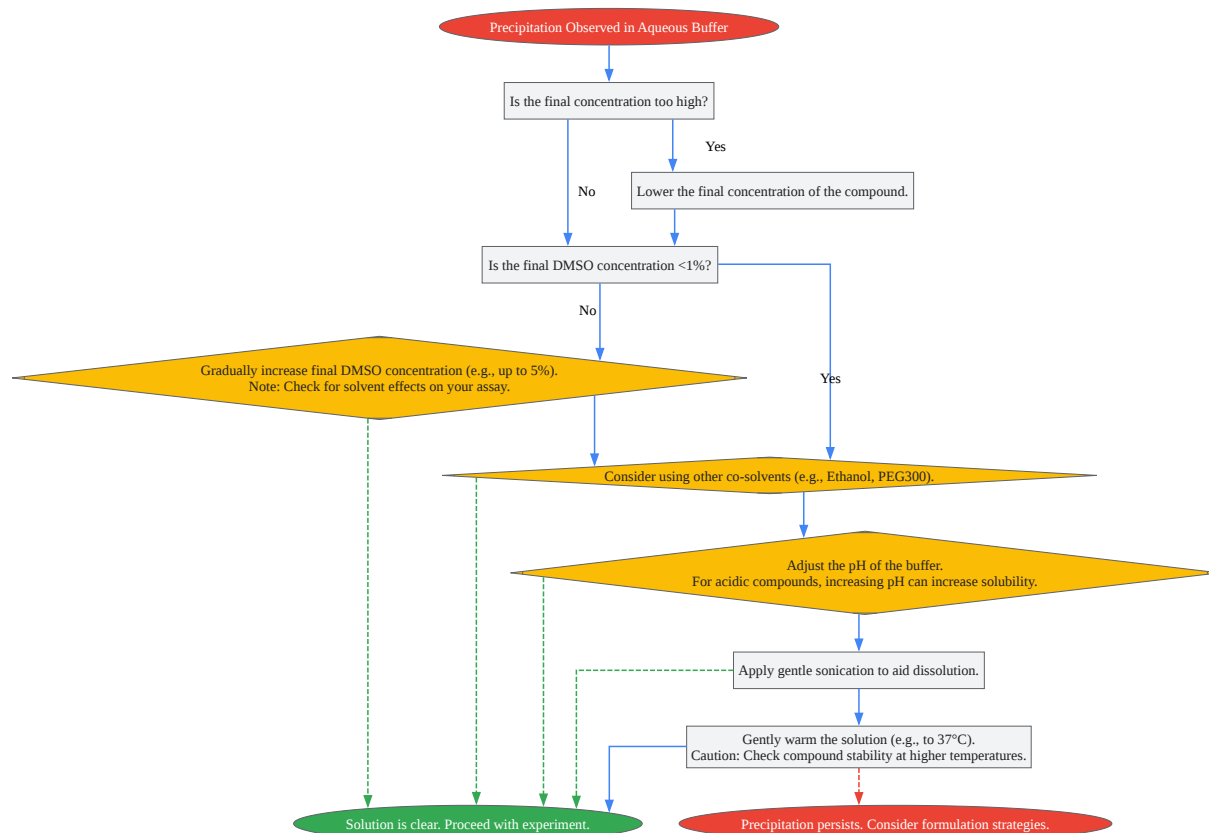 Precipitation Observed in Aqueous Buffer
Is the final concentration too high?
Yes
No
Lower the final concentration of the compound.
Is the final DMSO concentration <1%?
No
Gradually increase final DMSO concentration (e.g., up to 5%).
Note: Check for solvent effects on your assay.
Yes
Consider using other co-solvents (e.g., Ethanol, PEG300).
Adjust the pH of the buffer.
For acidic compounds, increasing pH can increase solubility.
Apply gentle sonication to aid dissolution.
Gently warm the solution (e.g., to 37°C).
Caution: Check compound stability at higher temperatures.
Solution is clear. Proceed with experiment.
Precipitation persists. Consider formulation strategies.